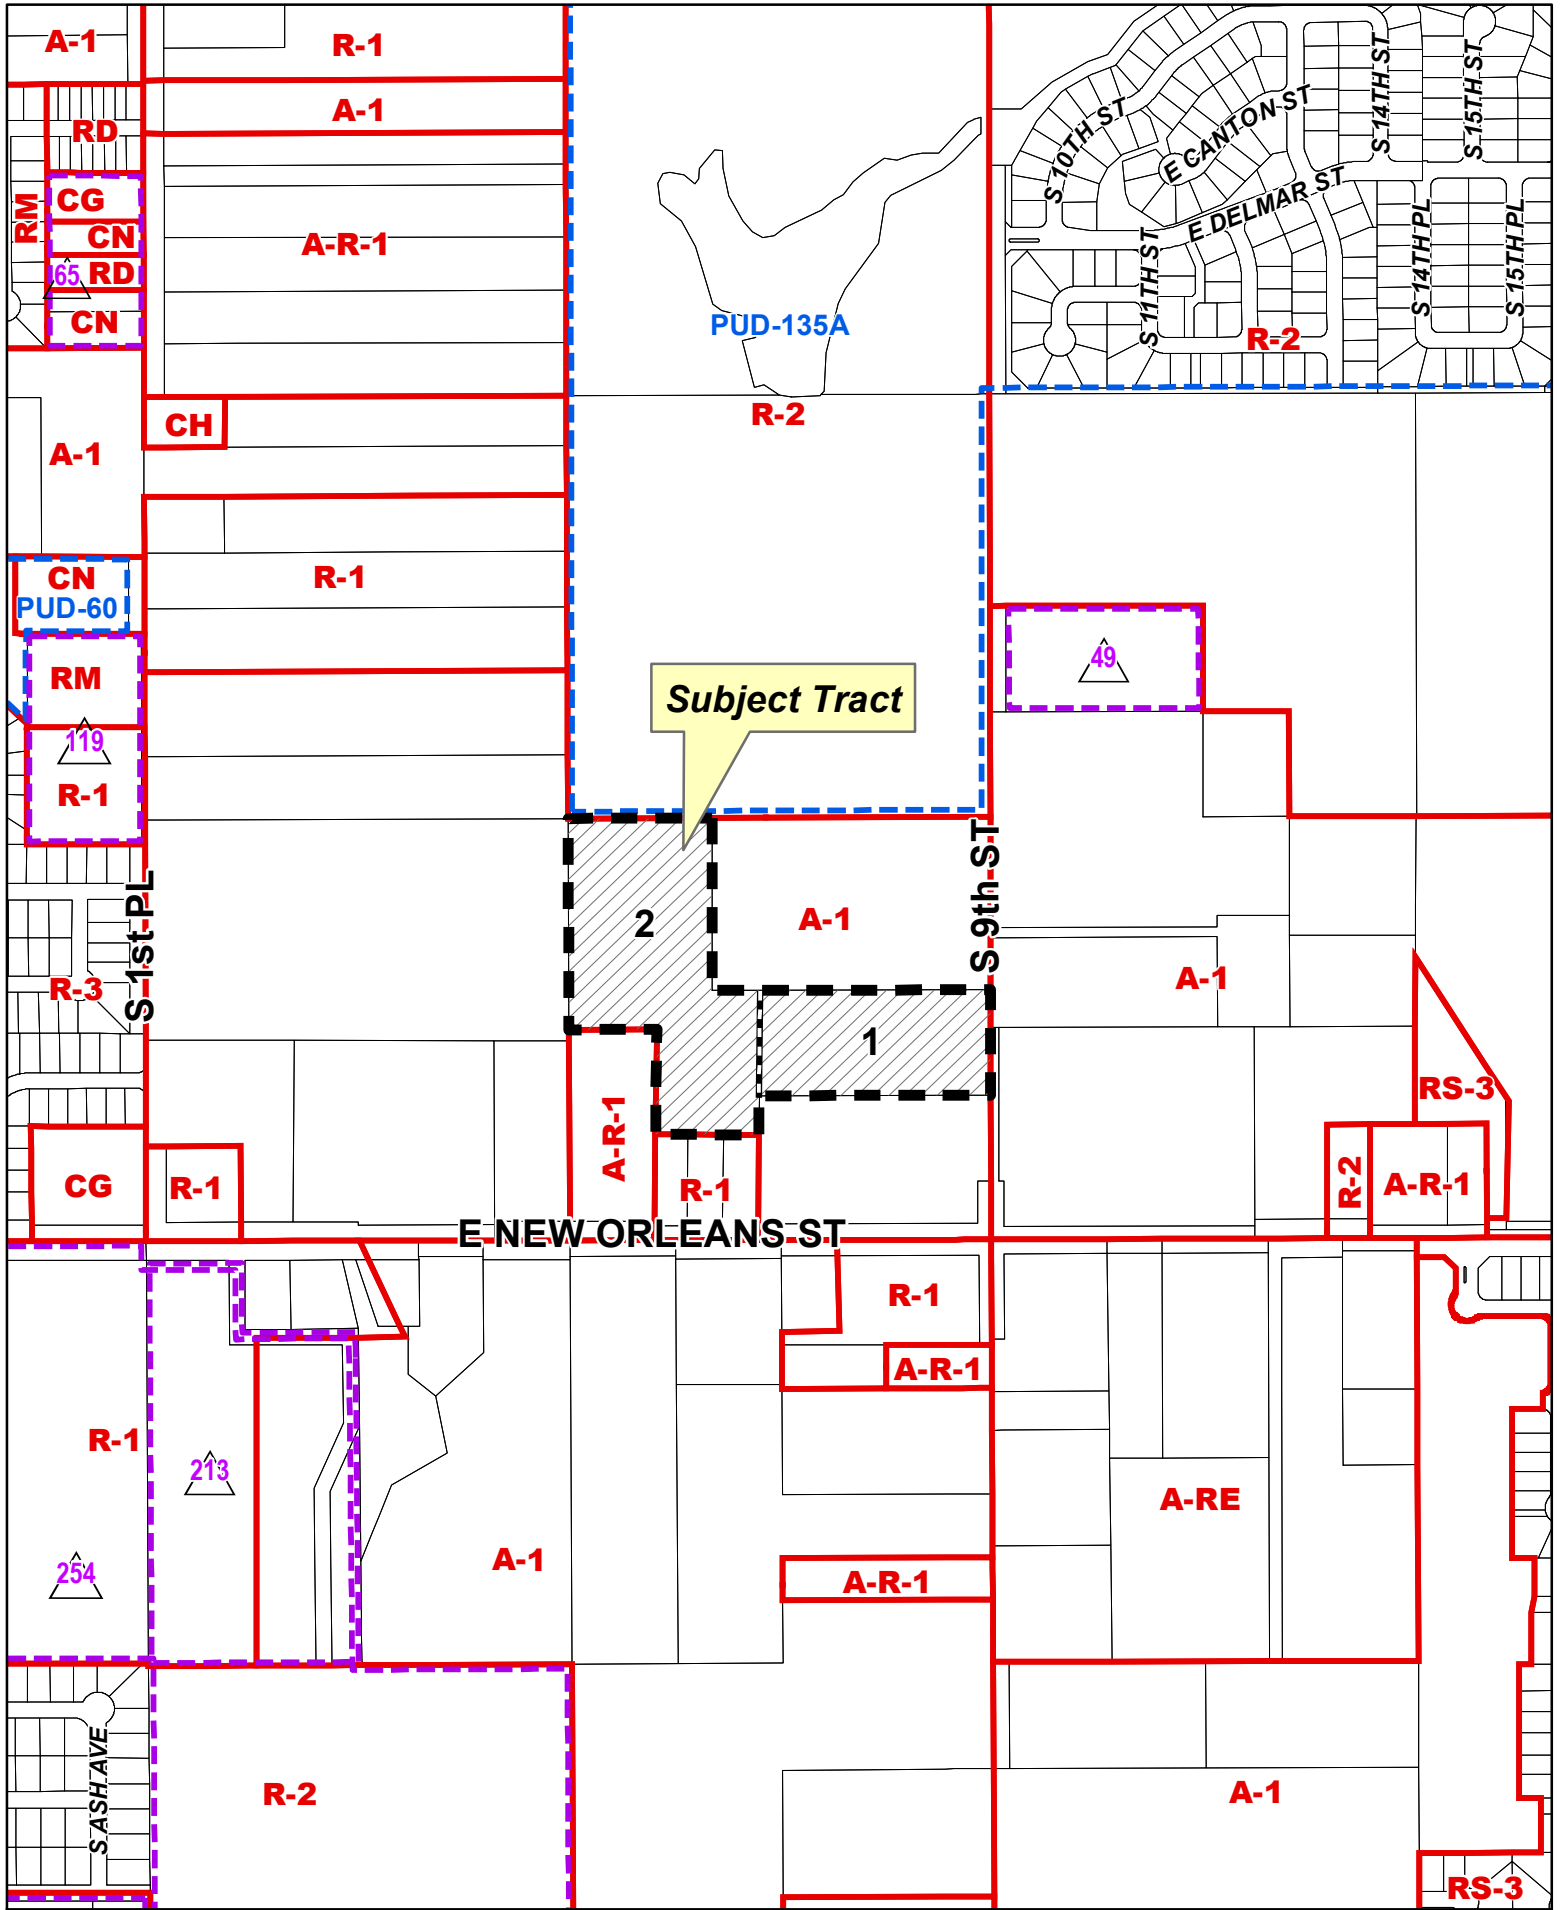 A-1
R-1
S 14TH ST
S 15TH ST
A-1
S 10TH ST
E CANTON ST
RD
CG
RM
CN
A-R-1
E DELMAR ST
65
RD
S 14TH PL
S 15TH PL
CN
PUD-135A
S 11TH ST
R-2
R-2
CH
A-1
CN
R-1
PUD-60
RM
49
Subject Tract
119
R-1
2
A-1
S 9th ST
S 1st PL
R-3
A-1
1
RS-3
A-R-1
CG
R-1
R-1
R-2
A-R-1
E NEW ORLEANS ST
R-1
A-R-1
R-1
213
A-RE
254
A-1
A-R-1
S ASH AVE
R-2
A-1
RS-3